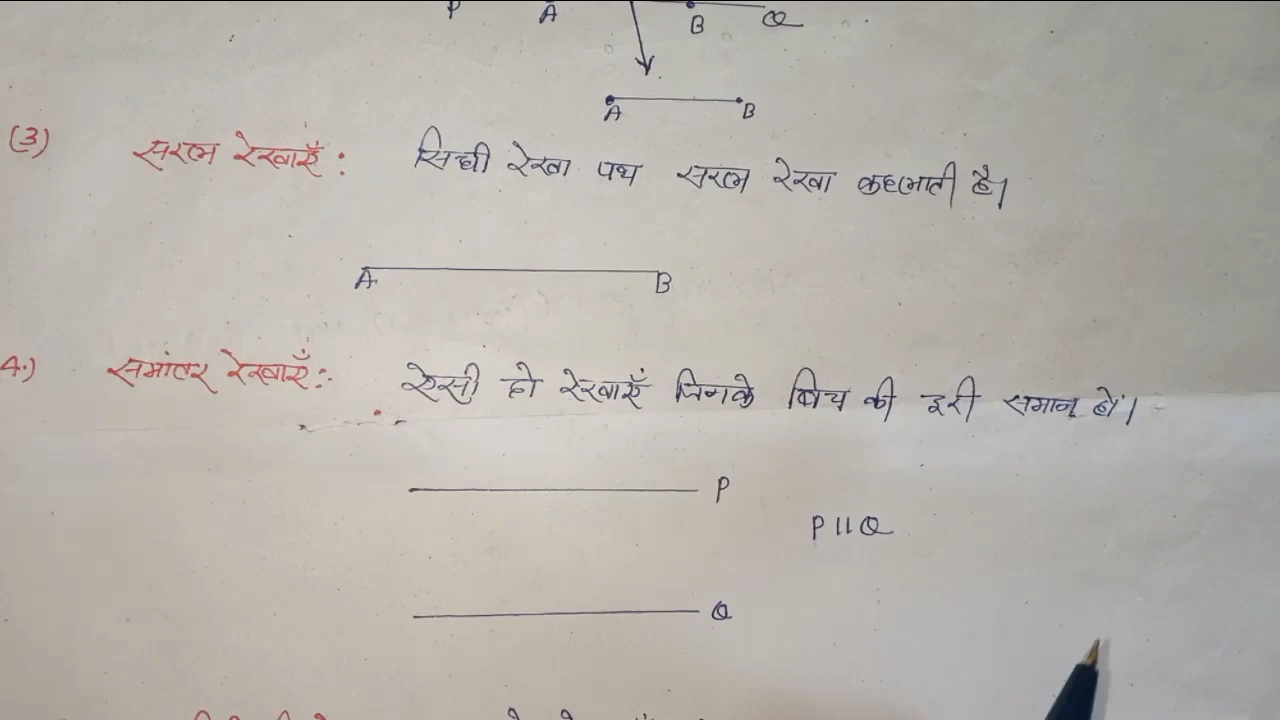 P A B Q
A B
(3) सरल रेखाएँ : सिधी रेखा पथ सरल रेखा कहलाती है।
A B
4.) समांतर रेखाएँ :- ऐसी दो रेखाएँ जिनके बिच की दूरी समान हो।
P
P || Q
Q